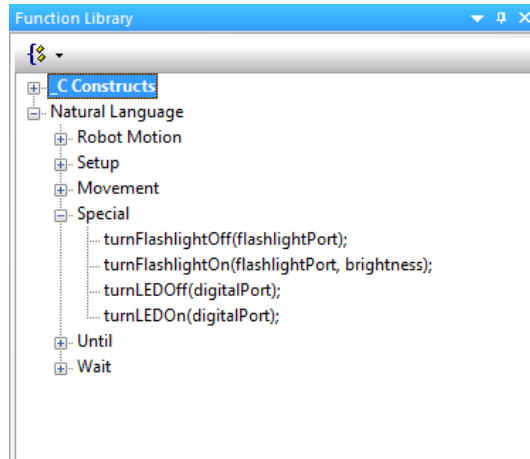 Function Library
_C Constructs
Natural Language
Robot Motion
Setup
Movement
Special
turnFlashlightOff(flashlightPort);
turnFlashlightOn(flashlightPort, brightness);
turnLEDOff(digitalPort);
turnLEDOn(digitalPort);
Until
Wait